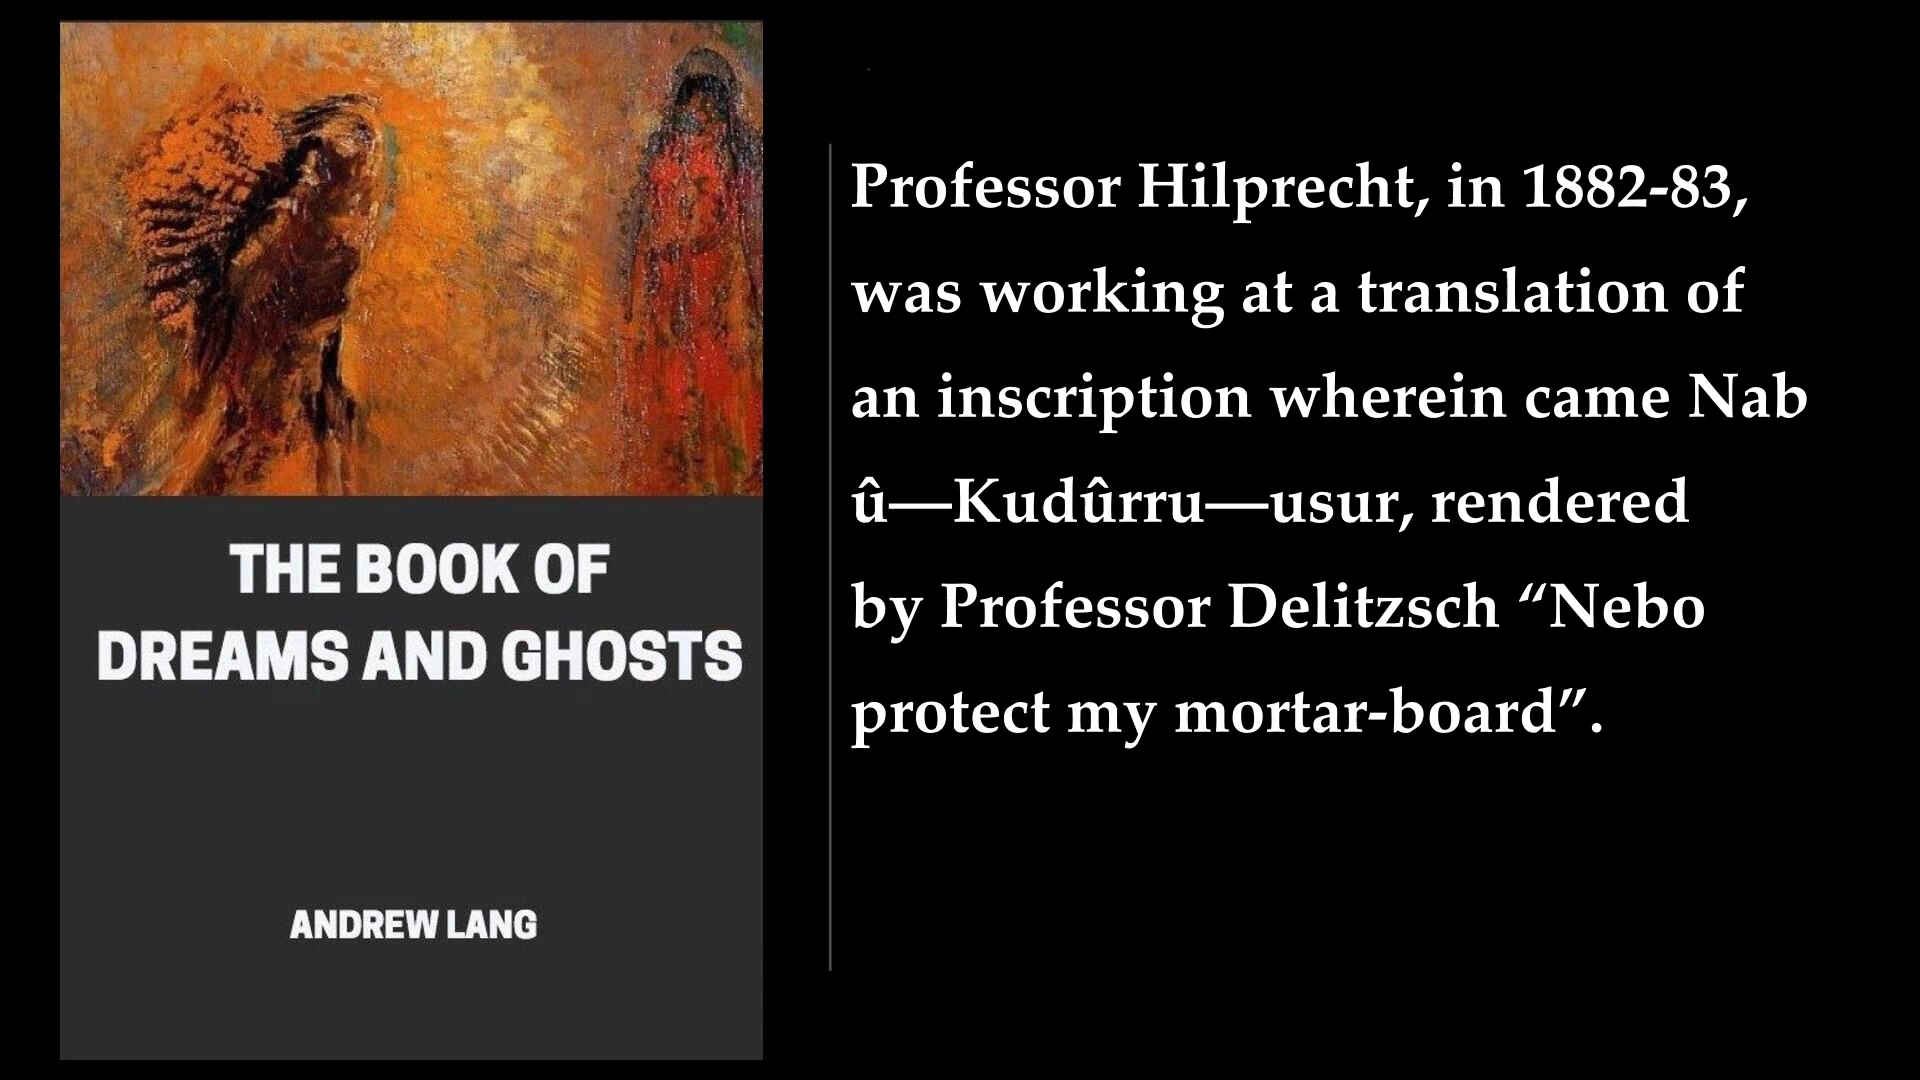 THE BOOK OF
DREAMS AND GHOSTS
ANDREW LANG
Professor Hilprecht, in 1882-83,
was working at a translation of
an inscription wherein came Nab
û—Kudûrru—usur, rendered
by Professor Delitzsch “Nebo
protect my mortar-board”.